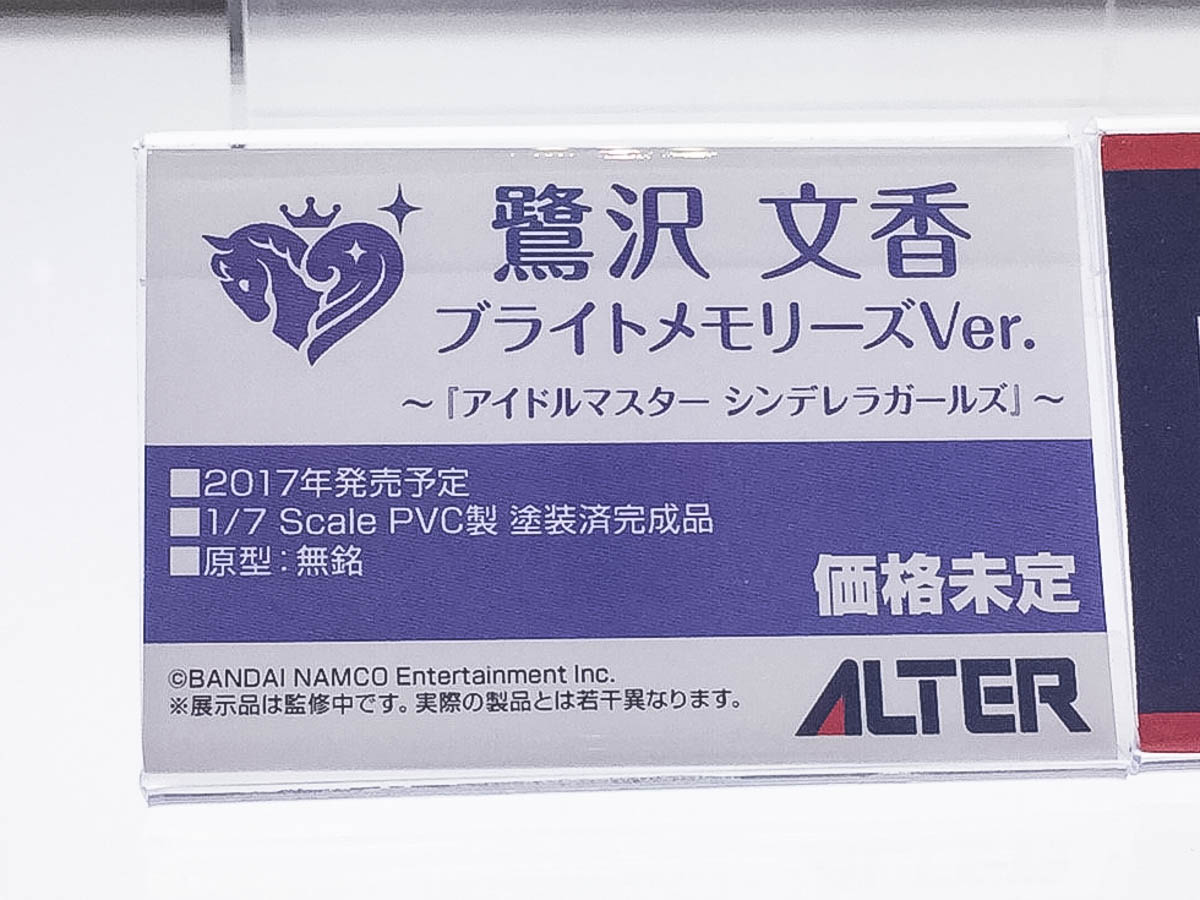 鷺沢 文香
ブライトメモリーズVer.
～『アイドルマスター シンデレラガールズ』～
■2017年発売予定
■1/7 Scale PVC製 塗装済完成品
■原型：無銘
価格未定
©BANDAI NAMCO Entertainment Inc.
※展示品は監修中です。実際の製品とは若干異なります。
ALTER